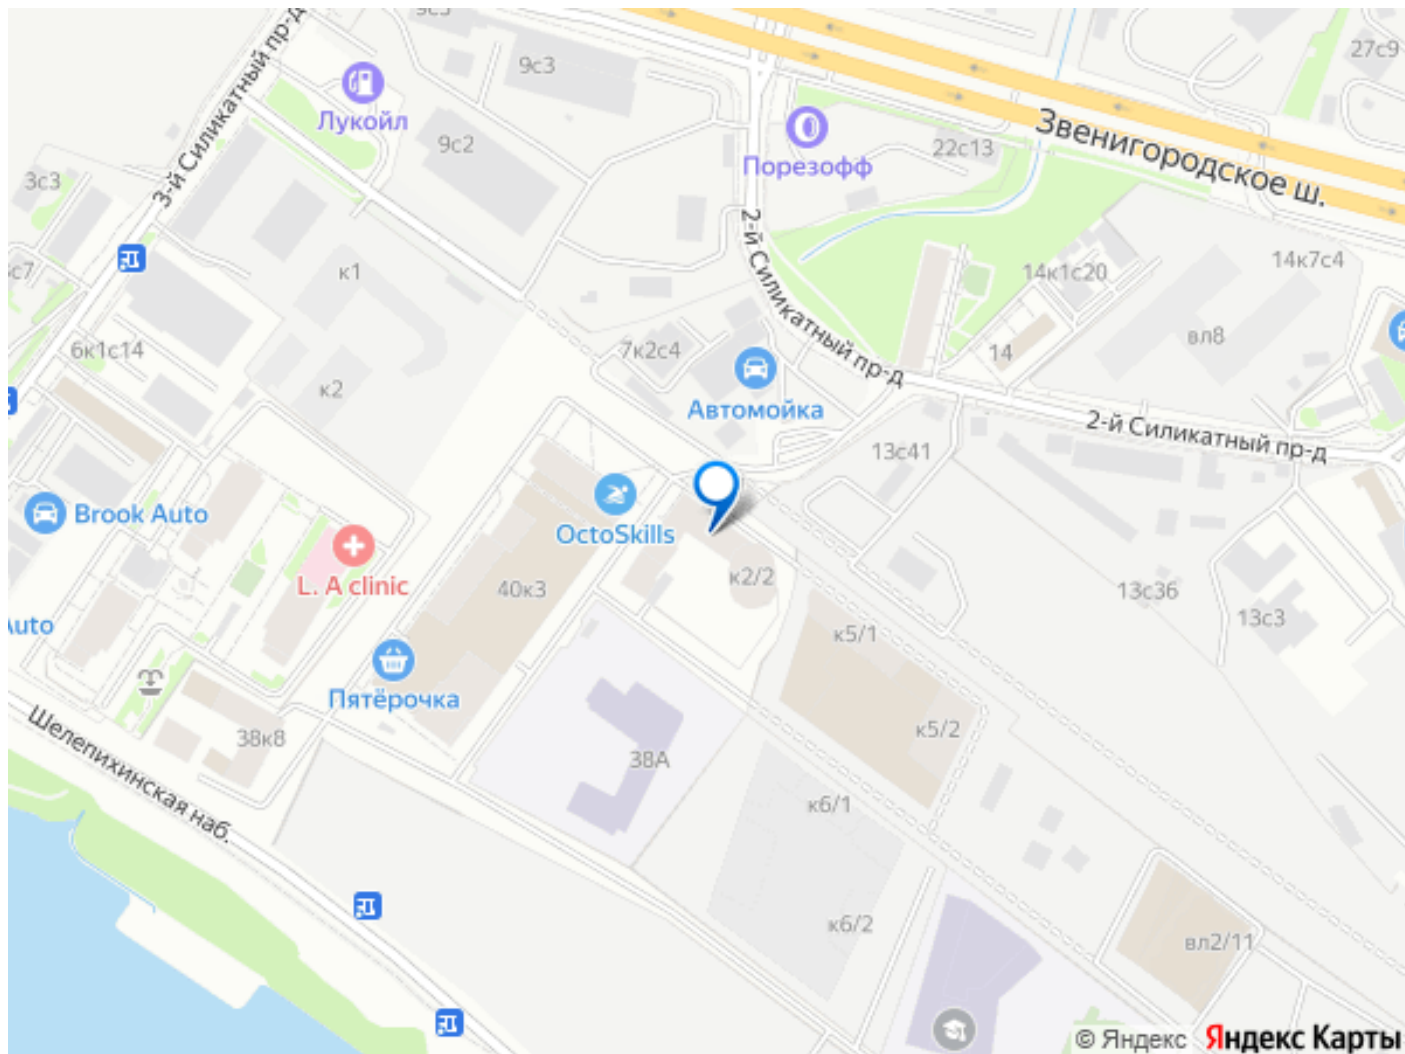 9с3
27с9
3-й Силикатный пр-д
Лукойл
9с2
Порезофф
22с13
Звенигородское ш.
3с3
2-й Силикатный пр-д
к1
14к1с20
14к7с4
вл8
6к1с14
7к2с4
14
к2
Автомойка
2-й Силикатный пр-д
13с41
Brook Auto
OctoSkills
L. A clinic
40к3
к2/2
13с36
13с3
к5/1
Пятёрочка
к5/2
Шелепихинская наб.
38к8
38А
к6/1
к6/2
вл2/11
© Яндекс Яндекс Карты